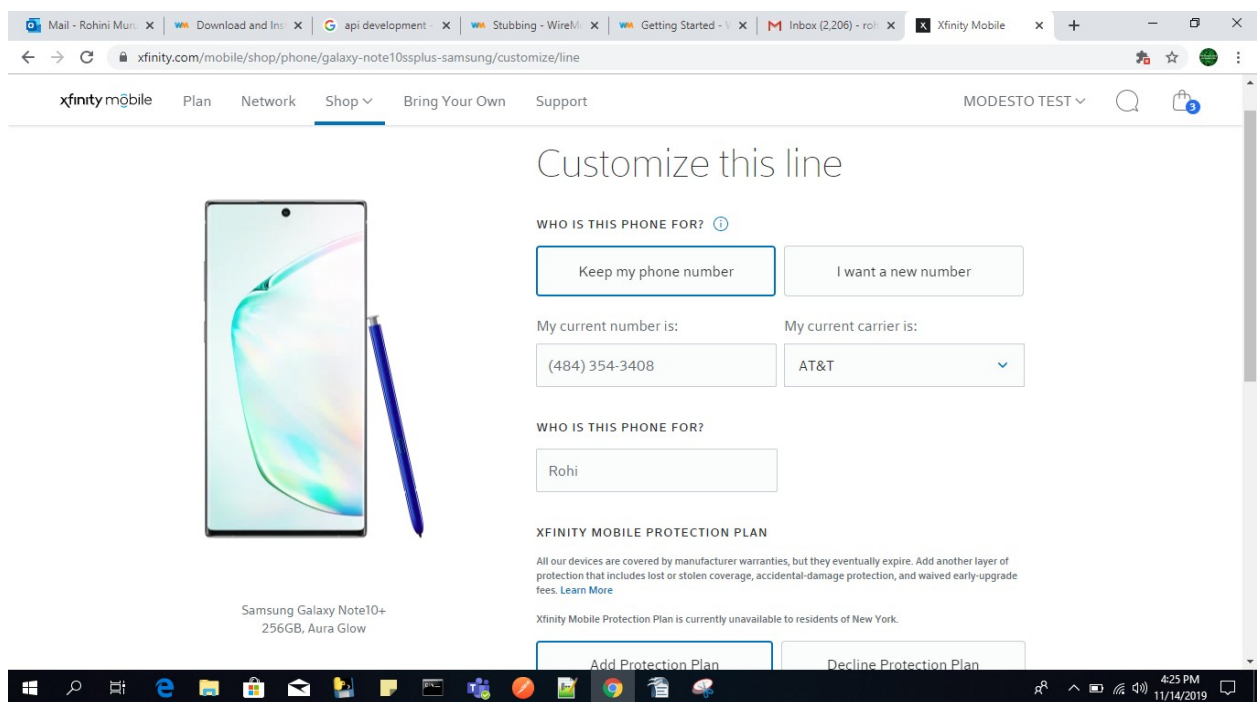 Mail - Rohini Muru
Download and Ins
api development -
Stubbing - WireM
Getting Started - W
Inbox (2,206) - roh
Xfinity Mobile
xfinity.com/mobile/shop/phone/galaxy-note10ssplus-samsung/customize/line
xfinity mobile Plan Network Shop Bring Your Own Support MODESTO TEST 3
Customize this line
WHO IS THIS PHONE FOR?
Keep my phone number I want a new number
My current number is: My current carrier is:
(484) 354-3408 AT&T
WHO IS THIS PHONE FOR?
Rohi
XFINITY MOBILE PROTECTION PLAN
All our devices are covered by manufacturer warranties, but they eventually expire. Add another layer of
protection that includes lost or stolen coverage, accidental-damage protection, and waived early-upgrade
fees. Learn More
Samsung Galaxy Note10+
256GB, Aura Glow
Xfinity Mobile Protection Plan is currently unavailable to residents of New York.
Add Protection Plan Decline Protection Plan
4:25 PM
11/14/2019